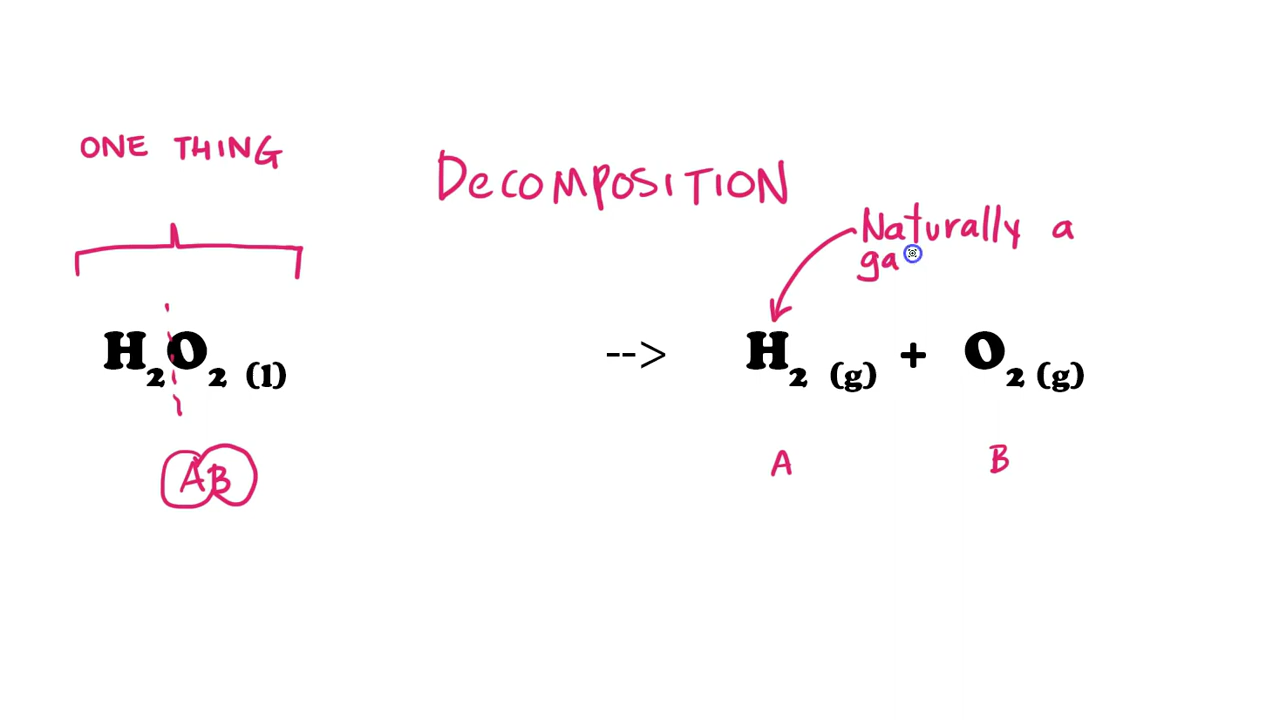 ONE THING
DecomPOSITION
Naturally a
ga
H2O2 (l) --> H2 (g) + O2 (g)
AB A B